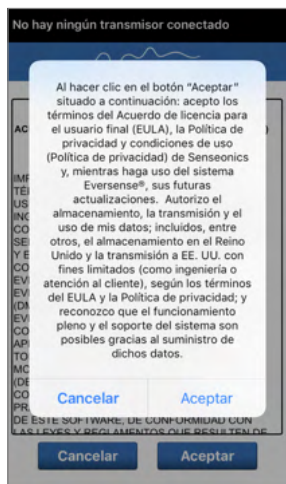 No hay ningún transmisor conectado
Al hacer clic en el botón "Aceptar"
situado a continuación: acepto los
términos del Acuerdo de licencia para
el usuario final (EULA), la Política de
privacidad y condiciones de uso
(Política de privacidad) de Senseonics
y, mientras haga uso del sistema
Eversense®, sus futuras
actualizaciones. Autorizo el
almacenamiento, la transmisión y el
uso de mis datos; incluidos, entre
otros, el almacenamiento en el Reino
Unido y la transmisión a EE. UU. con
fines limitados (como ingeniería o
atención al cliente), según los términos
del EULA y la Política de privacidad; y
reconozco que el funcionamiento
pleno y el soporte del sistema son
posibles gracias al suministro de
dichos datos.
Cancelar Aceptar
DE ESTE SOFTWARE, DE CONFORMIDAD CON
LAS LEYES Y REGLAMENTOS QUE RESULTEN DE
Cancelar Aceptar